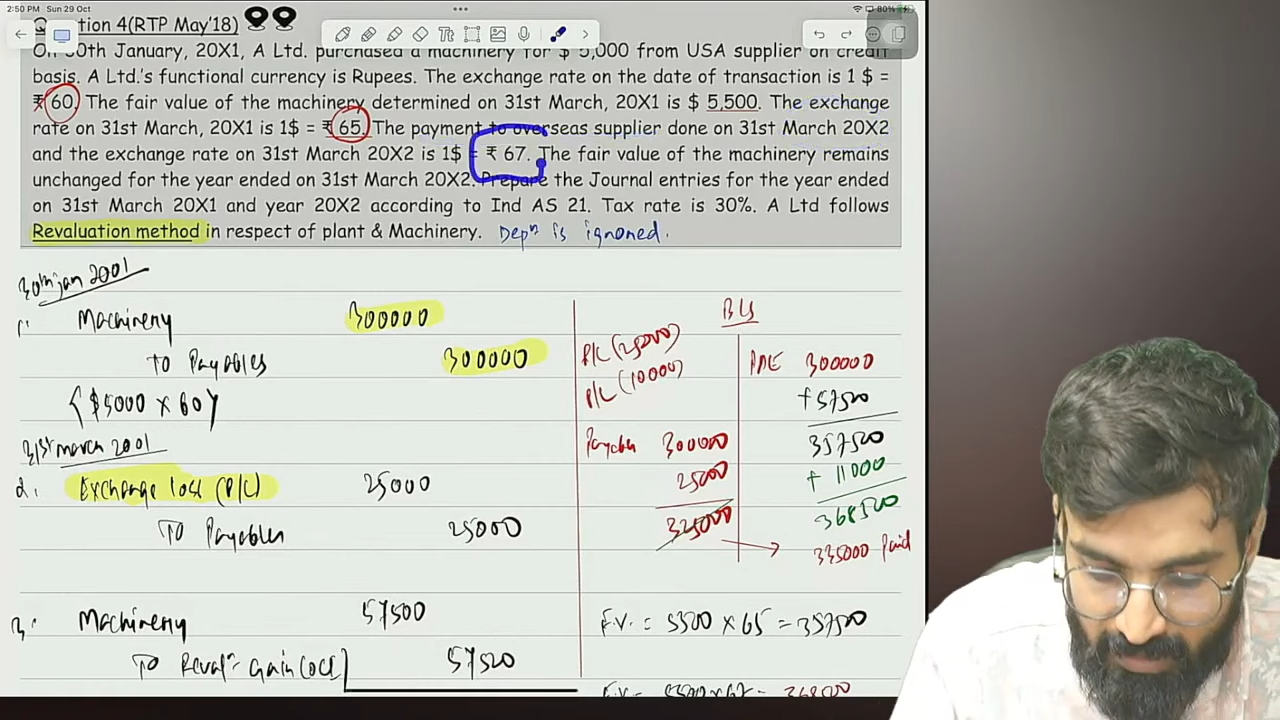 2:50 PM Sun 29 Oct
80%
Question 4(RTP May'18)
On 30th January, 20X1, A Ltd. purchased a machinery for $ 5,000 from USA supplier on credit
basis. A Ltd.'s functional currency is Rupees. The exchange rate on the date of transaction is 1 $ =
₹ 60. The fair value of the machinery determined on 31st March, 20X1 is $ 5,500. The exchange
rate on 31st March, 20X1 is 1$ = ₹ 65. The payment to overseas supplier done on 31st March 20X2
and the exchange rate on 31st March 20X2 is 1$ = ₹ 67. The fair value of the machinery remains
unchanged for the year ended on 31st March 20X2. Prepare the Journal entries for the year ended
on 31st March 20X1 and year 20X2 according to Ind AS 21. Tax rate is 30%. A Ltd follows
Revaluation method in respect of plant & Machinery. Depn is ignored.
30th jan 2001
1. Machinery 300000
To Payables 300000
{$5000 x 60}
31st march 2001
2. Exchange loss (P/L) 25000
To Payables 25000
3. Machinery 57500
To Revaln Gain (OCI) 57500
B/S
P/L (25000)
P/L (10000)
Payables 300000
25000
325000
PPE 300000
+ 57500
357500
+ 11000
368500
335000 Paid
F.V. = 5500 x 65 = 357500
F.V. = 5500 x 67 = 368500